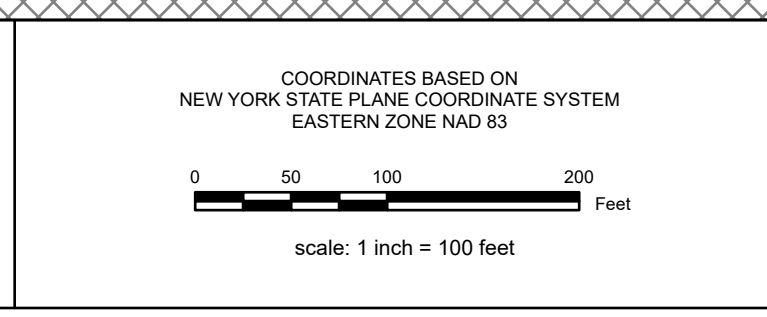 COORDINATES BASED ON
NEW YORK STATE PLANE COORDINATE SYSTEM
EASTERN ZONE NAD 83
0 50 100 200
Feet
scale: 1 inch = 100 feet